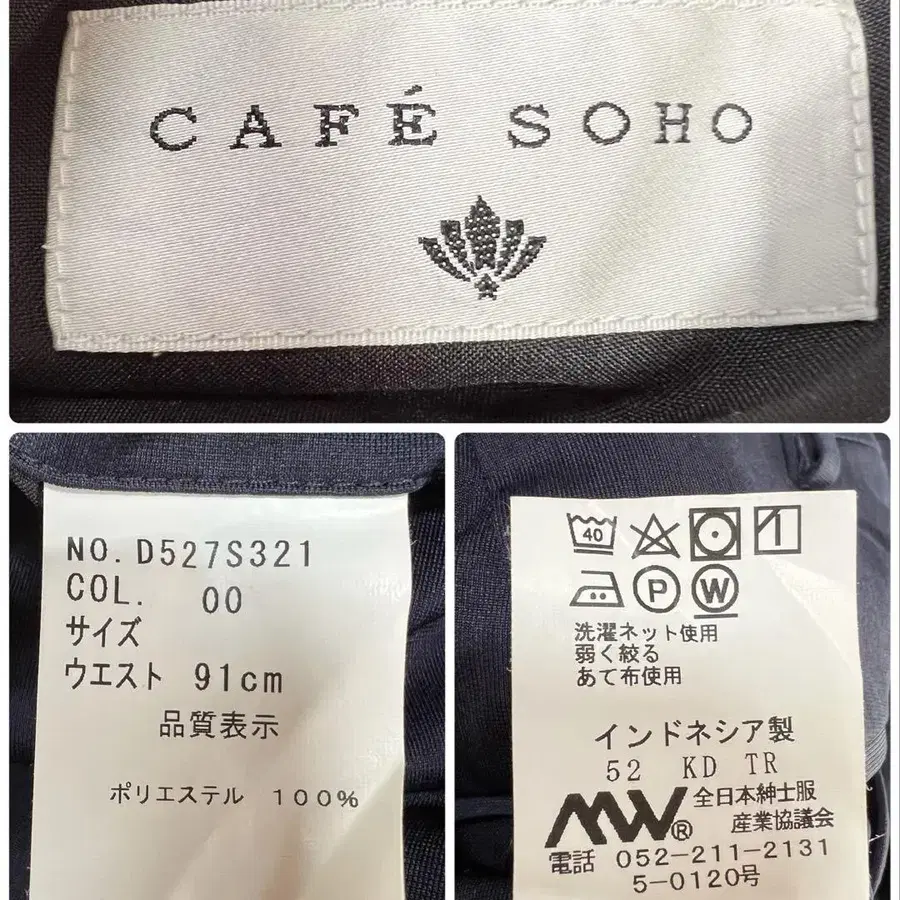 CAFÉ SOHO
NO. D527S321
COL. 00
サイズ
ウエスト 91cm
品質表示
ポリエステル 100%
40
P W
洗濯ネット使用
弱く絞る
あて布使用
インドネシア製
52 KD TR
MW® 全日本紳士服
産業協議会
電話 052-211-2131
5-0120号